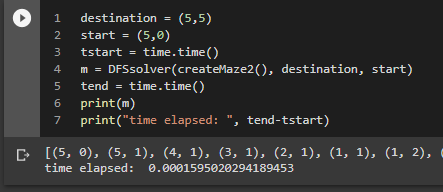 1 destination = (5,5)
2 start = (5,0)
3 tstart = time.time()
4 m = DFSsolver(createMaze2(), destination, start)
5 tend = time.time()
6 print(m)
7 print("time elapsed: ", tend-tstart)
[(5, 0), (5, 1), (4, 1), (3, 1), (2, 1), (1, 1), (1, 2), (
time elapsed:  0.0001595020294189453